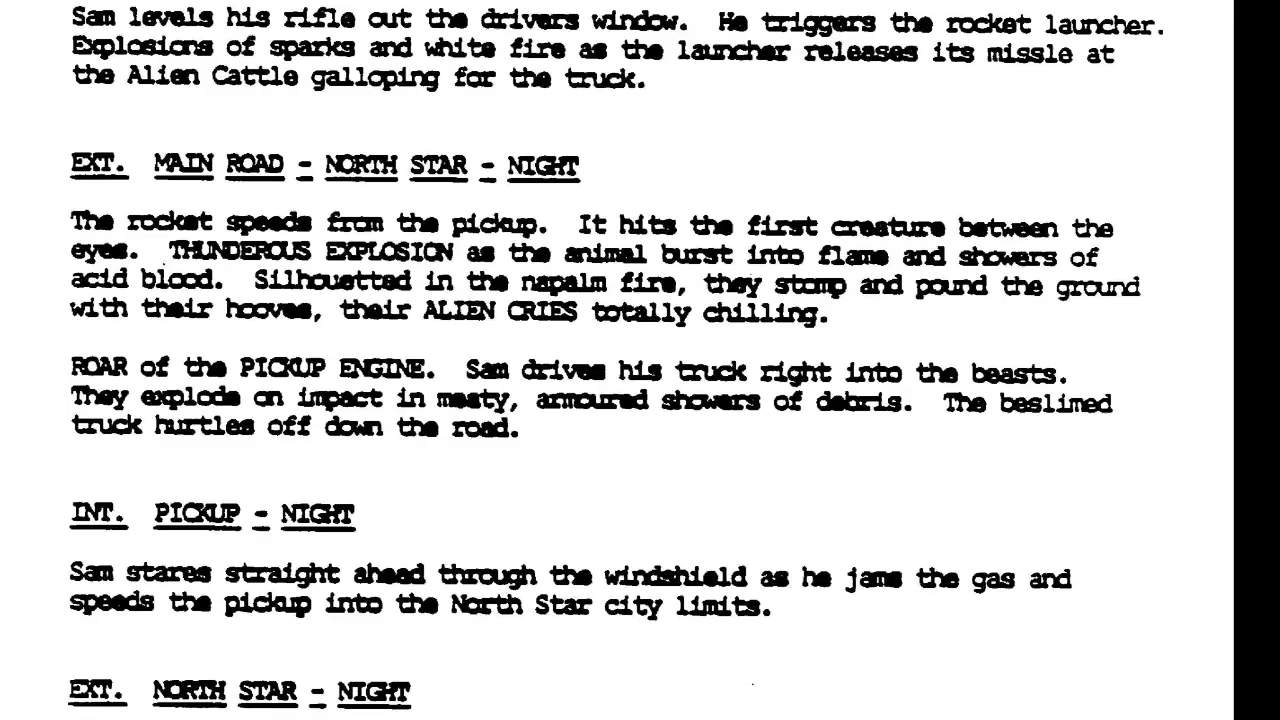 Sam levels his rifle out the drivers window.  He triggers the rocket launcher.
Explosions of sparks and white fire as the launcher releases its missle at
the Alien Cattle galloping for the truck.
EXT.  MAIN ROAD - NORTH STAR - NIGHT
The rocket speeds from the pickup.  It hits the first creature between the
eyes.  THUNDEROUS EXPLOSION as the animal burst into flame and showers of
acid blood.  Silhouetted in the napalm fire, they stomp and pound the ground
with their hooves, their ALIEN CRIES totally chilling.
ROAR of the PICKUP ENGINE.  Sam drives his truck right into the beasts.
They explode on impact in meaty, armoured showers of debris.  The beslimed
truck hurtles off down the road.
INT.  PICKUP - NIGHT
Sam stares straight ahead through the windshield as he jams the gas and
speeds the pickup into the North Star city limits.
EXT.  NORTH STAR - NIGHT